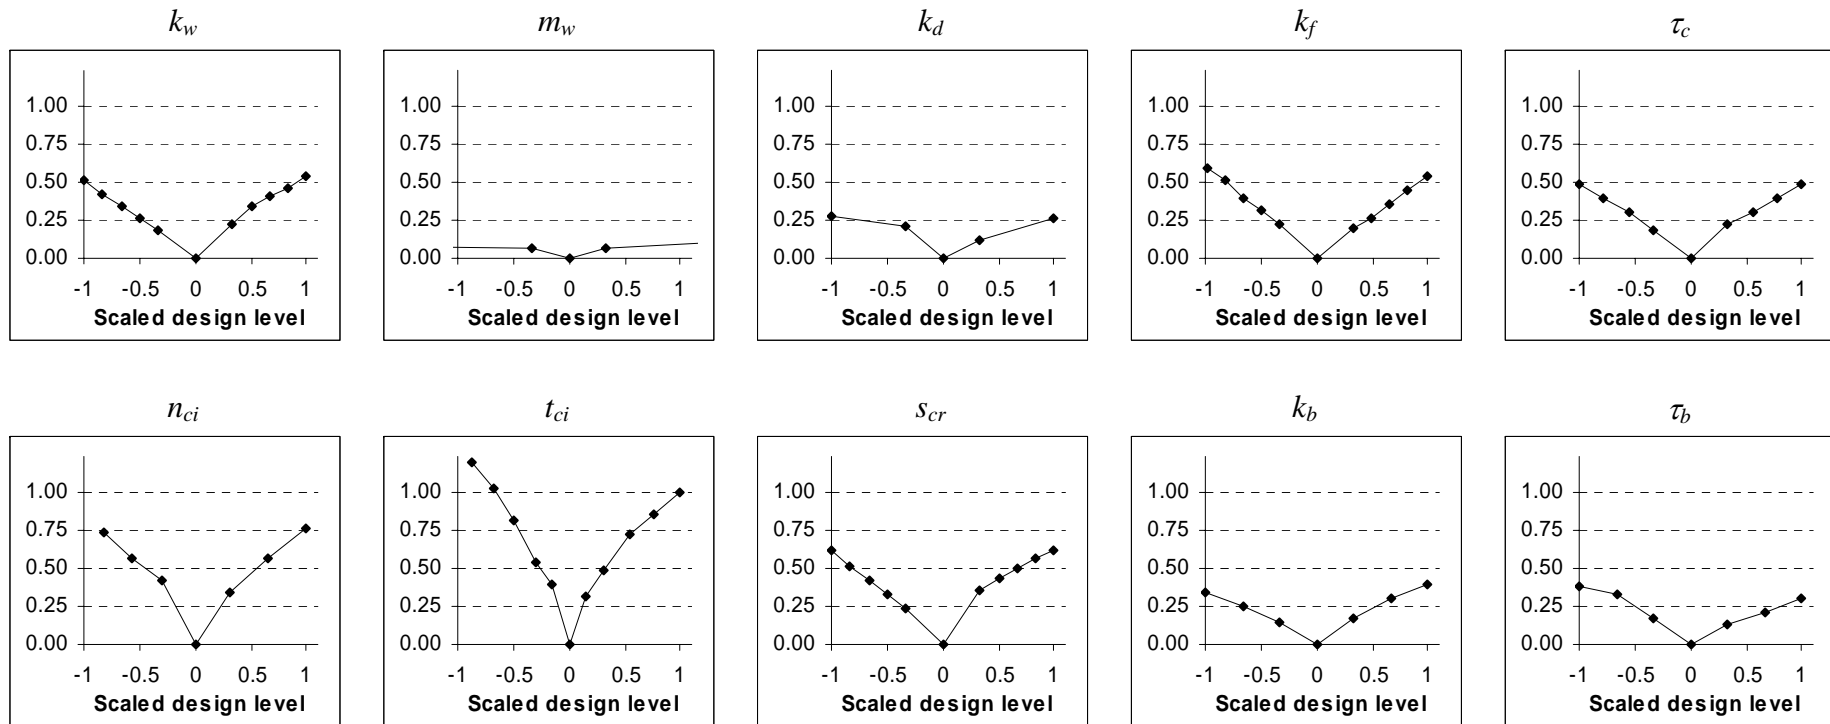 k_w m_w k_d k_f τ_c
1.00 1.00 1.00 1.00 1.00
0.75 0.75 0.75 0.75 0.75
0.50 0.50 0.50 0.50 0.50
0.25 0.25 0.25 0.25 0.25
0.00 0.00 0.00 0.00 0.00
-1 -0.5 0 0.5 1 -1 -0.5 0 0.5 1 -1 -0.5 0 0.5 1 -1 -0.5 0 0.5 1 -1 -0.5 0 0.5 1
Scaled design level Scaled design level Scaled design level Scaled design level Scaled design level
n_ci t_ci s_cr k_b τ_b
1.00 1.00 1.00 1.00 1.00
0.75 0.75 0.75 0.75 0.75
0.50 0.50 0.50 0.50 0.50
0.25 0.25 0.25 0.25 0.25
0.00 0.00 0.00 0.00 0.00
-1 -0.5 0 0.5 1 -1 -0.5 0 0.5 1 -1 -0.5 0 0.5 1 -1 -0.5 0 0.5 1 -1 -0.5 0 0.5 1
Scaled design level Scaled design level Scaled design level Scaled design level Scaled design level